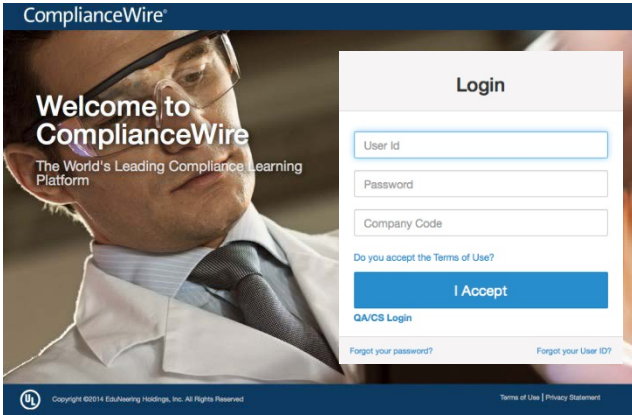 ComplianceWire®
Welcome to
ComplianceWire
The World's Leading Compliance Learning
Platform
Login
User Id
Password
Company Code
Do you accept the Terms of Use?
I Accept
QA/CS Login
Forgot your password?
Forgot your User ID?
UL
Copyright ©2014 EduNeering Holdings, Inc. All Rights Reserved
Terms of Use | Privacy Statement